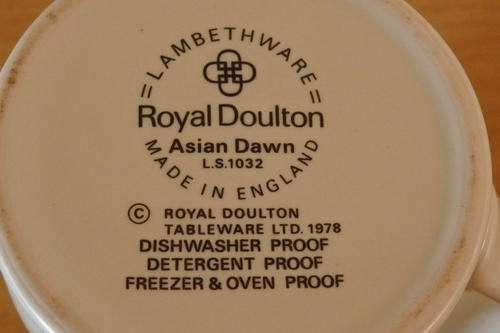 =LAMBETHWARE=
Royal Doulton
Asian Dawn
L.S.1032
MADE IN ENGLAND
© ROYAL DOULTON
TABLEWARE LTD. 1978
DISHWASHER PROOF
DETERGENT PROOF
FREEZER & OVEN PROOF